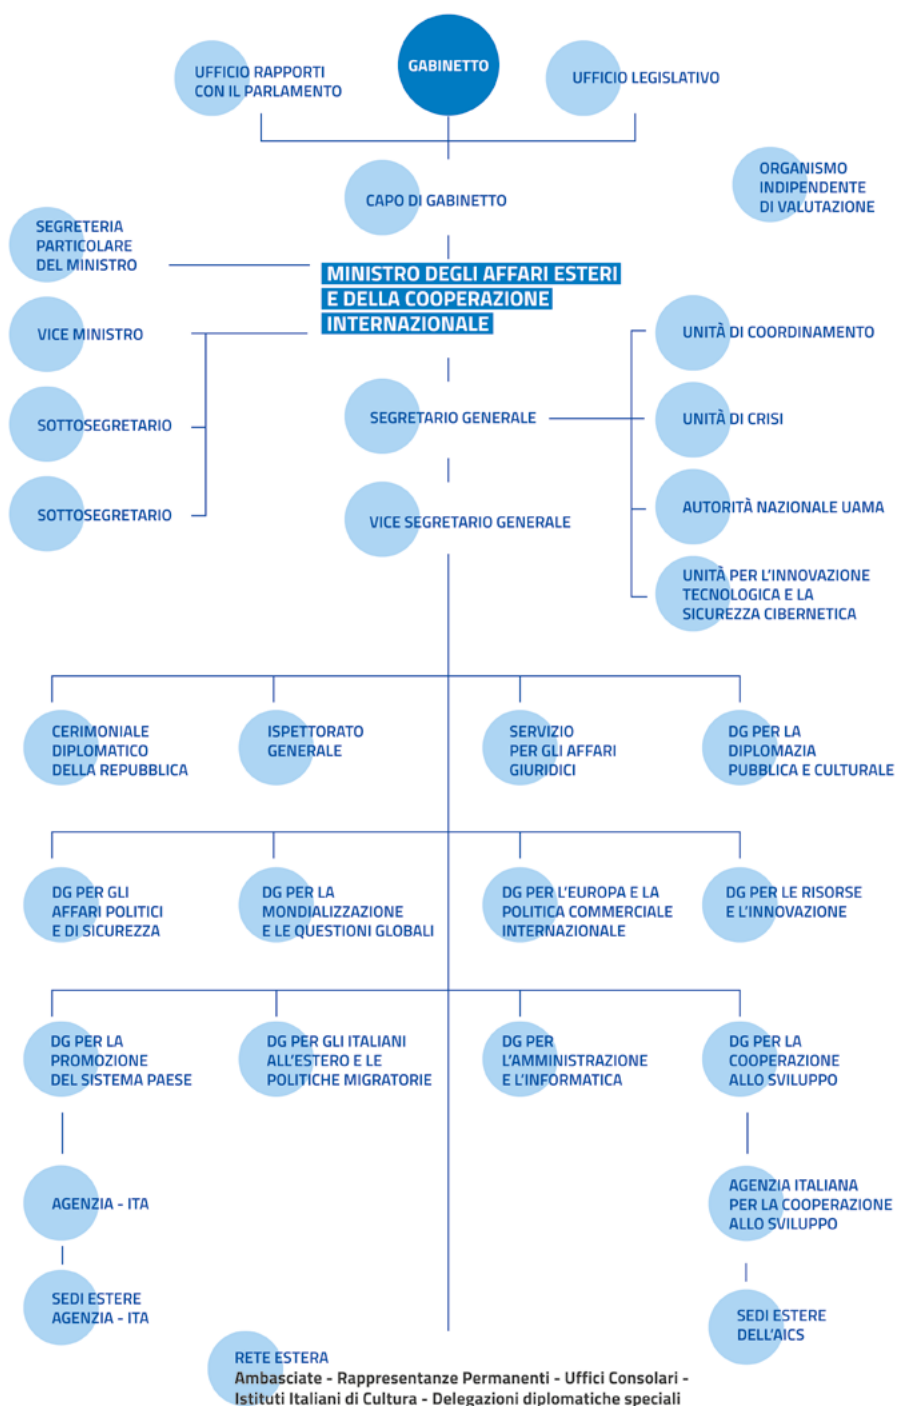 GABINETTO
UFFICIO RAPPORTI
CON IL PARLAMENTO
UFFICIO LEGISLATIVO
CAPO DI GABINETTO
ORGANISMO
INDIPENDENTE
DI VALUTAZIONE
SEGRETERIA
PARTICOLARE
DEL MINISTRO
MINISTRO DEGLI AFFARI ESTERI
E DELLA COOPERAZIONE
INTERNAZIONALE
VICE MINISTRO
SOTTOSEGRETARIO
SOTTOSEGRETARIO
SEGRETARIO GENERALE
VICE SEGRETARIO GENERALE
UNITÀ DI COORDINAMENTO
UNITÀ DI CRISI
AUTORITÀ NAZIONALE UAMA
UNITÀ PER L'INNOVAZIONE
TECNOLOGICA E LA
SICUREZZA CIBERNETICA
CERIMONIALE
DIPLOMATICO
DELLA REPUBBLICA
ISPETTORATO
GENERALE
SERVIZIO
PER GLI AFFARI
GIURIDICI
DG PER LA
DIPLOMAZIA
PUBBLICA E CULTURALE
DG PER GLI
AFFARI POLITICI
E DI SICUREZZA
DG PER LA
MONDIALIZZAZIONE
E LE QUESTIONI GLOBALI
DG PER L'EUROPA E LA
POLITICA COMMERCIALE
INTERNAZIONALE
DG PER LE RISORSE
E L'INNOVAZIONE
DG PER LA
PROMOZIONE
DEL SISTEMA PAESE
DG PER GLI ITALIANI
ALL'ESTERO E LE
POLITICHE MIGRATORIE
DG PER
L'AMMINISTRAZIONE
E L'INFORMATICA
DG PER LA
COOPERAZIONE
ALLO SVILUPPO
AGENZIA - ITA
AGENZIA ITALIANA
PER LA COOPERAZIONE
ALLO SVILUPPO
SEDI ESTERE
AGENZIA - ITA
SEDI ESTERE
DELL'AICS
RETE ESTERA
Ambasciate - Rappresentanze Permanenti - Uffici Consolari -
Istituti Italiani di Cultura - Delegazioni diplomatiche speciali